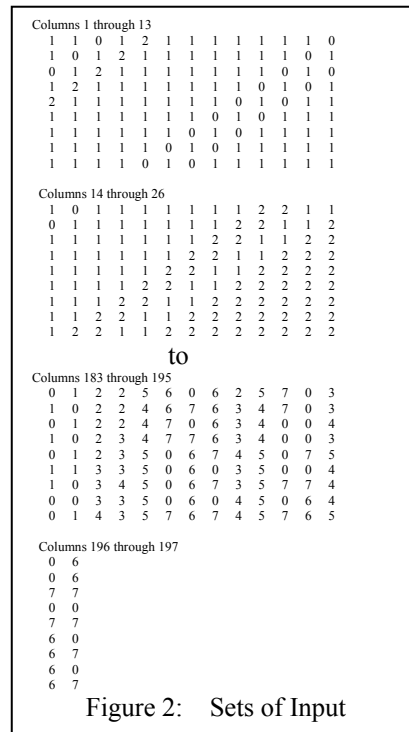 Columns 1 through 13
1 1 0 1 2 1 1 1 1 1 1 1 0
1 0 1 2 1 1 1 1 1 1 1 0 1
0 1 2 1 1 1 1 1 1 1 0 1 0
1 2 1 1 1 1 1 1 1 0 1 0 1
2 1 1 1 1 1 1 1 0 1 0 1 1
1 1 1 1 1 1 1 0 1 0 1 1 1
1 1 1 1 1 1 0 1 0 1 1 1 1
1 1 1 1 1 0 1 0 1 1 1 1 1
1 1 1 1 0 1 0 1 1 1 1 1 1
Columns 14 through 26
1 0 1 1 1 1 1 1 1 2 2 1 1
0 1 1 1 1 1 1 1 2 2 1 1 2
1 1 1 1 1 1 1 2 2 1 1 2 2
1 1 1 1 1 1 2 2 1 1 2 2 2
1 1 1 1 1 2 2 1 1 2 2 2 2
1 1 1 1 2 2 1 1 2 2 2 2 2
1 1 1 2 2 1 1 2 2 2 2 2 2
1 1 2 2 1 1 2 2 2 2 2 2 2
1 2 2 1 1 2 2 2 2 2 2 2 2
to
Columns 183 through 195
0 1 2 2 5 6 0 6 2 5 7 0 3
1 0 2 2 4 6 7 6 3 4 7 0 3
0 1 2 2 4 7 0 6 3 4 0 0 4
1 0 2 3 4 7 7 6 3 4 0 0 3
0 1 2 3 5 0 6 7 4 5 0 7 5
1 1 3 3 5 0 6 0 3 5 0 0 4
1 0 3 4 5 0 6 7 3 5 7 7 4
0 0 3 3 5 0 6 0 4 5 0 6 4
0 1 4 3 5 7 6 7 4 5 7 6 5
Columns 196 through 197
0 6
0 6
7 7
0 0
7 7
6 0
6 7
6 0
6 7
Figure 2: Sets of Input